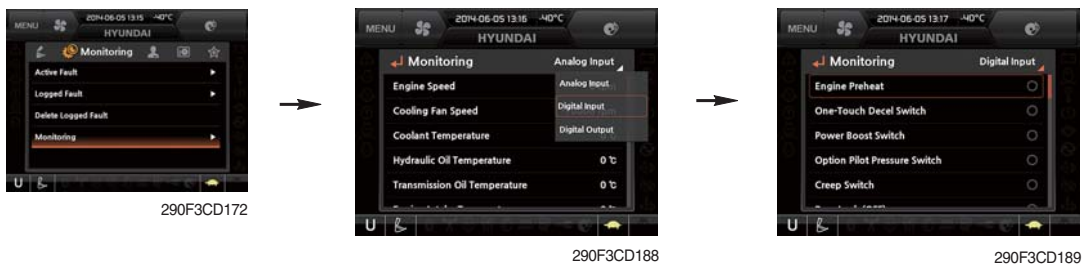 MENU
2014-06-05 13:15 -40°C
HYUNDAI
Monitoring
Active Fault
Logged Fault
Delete Logged Fault
Monitoring
U
290F3CD172
MENU
2014-06-05 13:16 -40°C
HYUNDAI
Monitoring Analog Input
Engine Speed Analog Input
Cooling Fan Speed Digital Input
Coolant Temperature Digital Output
Hydraulic Oil Temperature 0 ℃
Transmission Oil Temperature 0 ℃
U
290F3CD188
MENU
2014-06-05 13:17 -40°C
HYUNDAI
Monitoring Digital Input
Engine Preheat
One-Touch Decel Switch
Power Boost Switch
Option Pilot Pressure Switch
Creep Switch
U
290F3CD189